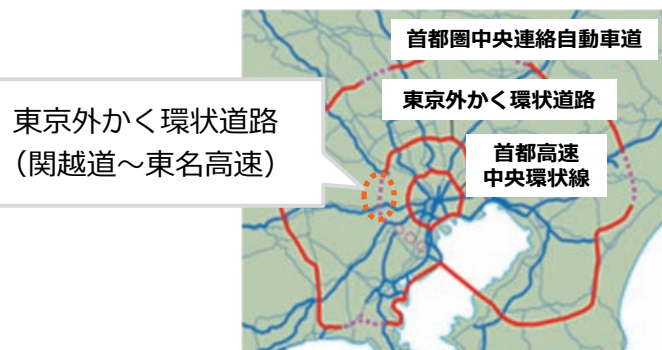 首都圏中央連絡自動車道
東京外かく環状道路
首都高速
中央環状線
東京外かく環状道路
（関越道～東名高速）